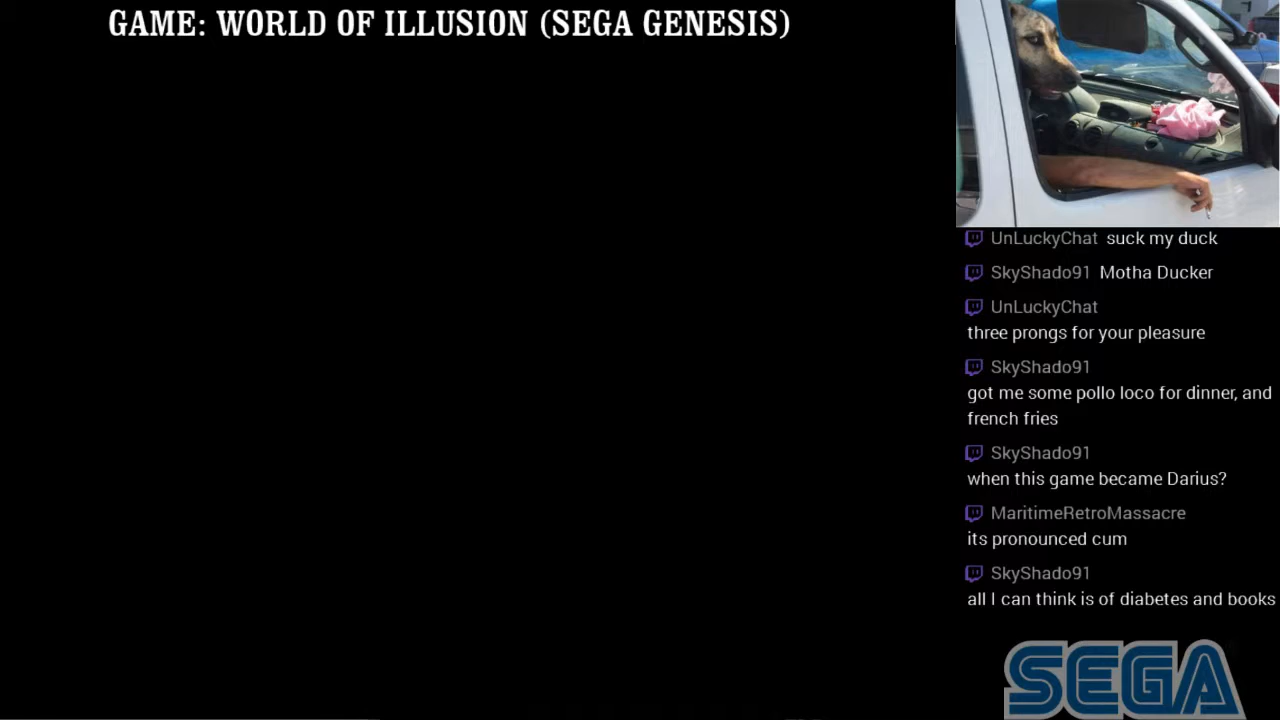 GAME: WORLD OF ILLUSION (SEGA GENESIS)
UnLuckyChat suck my duck
SkyShado91 Motha Ducker
UnLuckyChat
three prongs for your pleasure
SkyShado91
got me some pollo loco for dinner, and
french fries
SkyShado91
when this game became Darius?
MaritimeRetroMassacre
its pronounced cum
SkyShado91
all I can think is of diabetes and books
SEGA